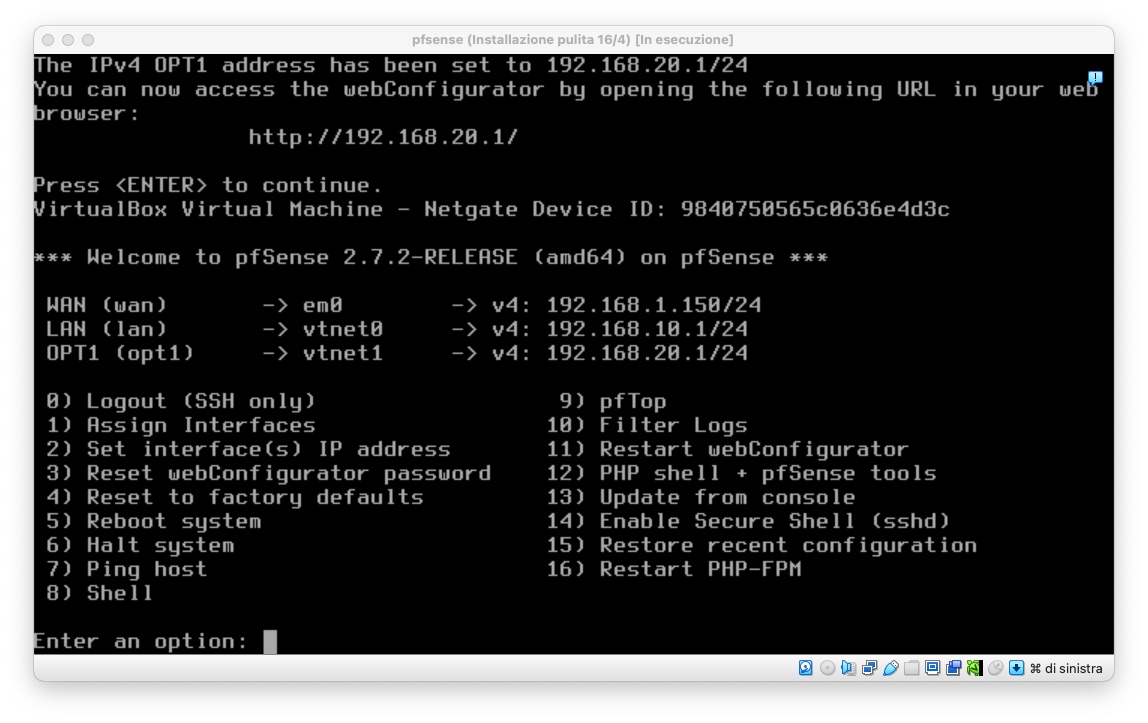 pfsense (Installazione pulita 16/4) [In esecuzione]
The IPv4 OPT1 address has been set to 192.168.20.1/24
You can now access the webConfigurator by opening the following URL in your web
browser:
http://192.168.20.1/
Press <ENTER> to continue.
VirtualBox Virtual Machine - Netgate Device ID: 9840750565c0636e4d3c
*** Welcome to pfSense 2.7.2-RELEASE (amd64) on pfSense ***
WAN (wan) -> em0 -> v4: 192.168.1.150/24
LAN (lan) -> vtnet0 -> v4: 192.168.10.1/24
OPT1 (opt1) -> vtnet1 -> v4: 192.168.20.1/24
0) Logout (SSH only) 9) pfTop
1) Assign Interfaces 10) Filter Logs
2) Set interface(s) IP address 11) Restart webConfigurator
3) Reset webConfigurator password 12) PHP shell + pfSense tools
4) Reset to factory defaults 13) Update from console
5) Reboot system 14) Enable Secure Shell (sshd)
6) Halt system 15) Restore recent configuration
7) Ping host 16) Restart PHP-FPM
8) Shell
Enter an option:
⌘ di sinistra